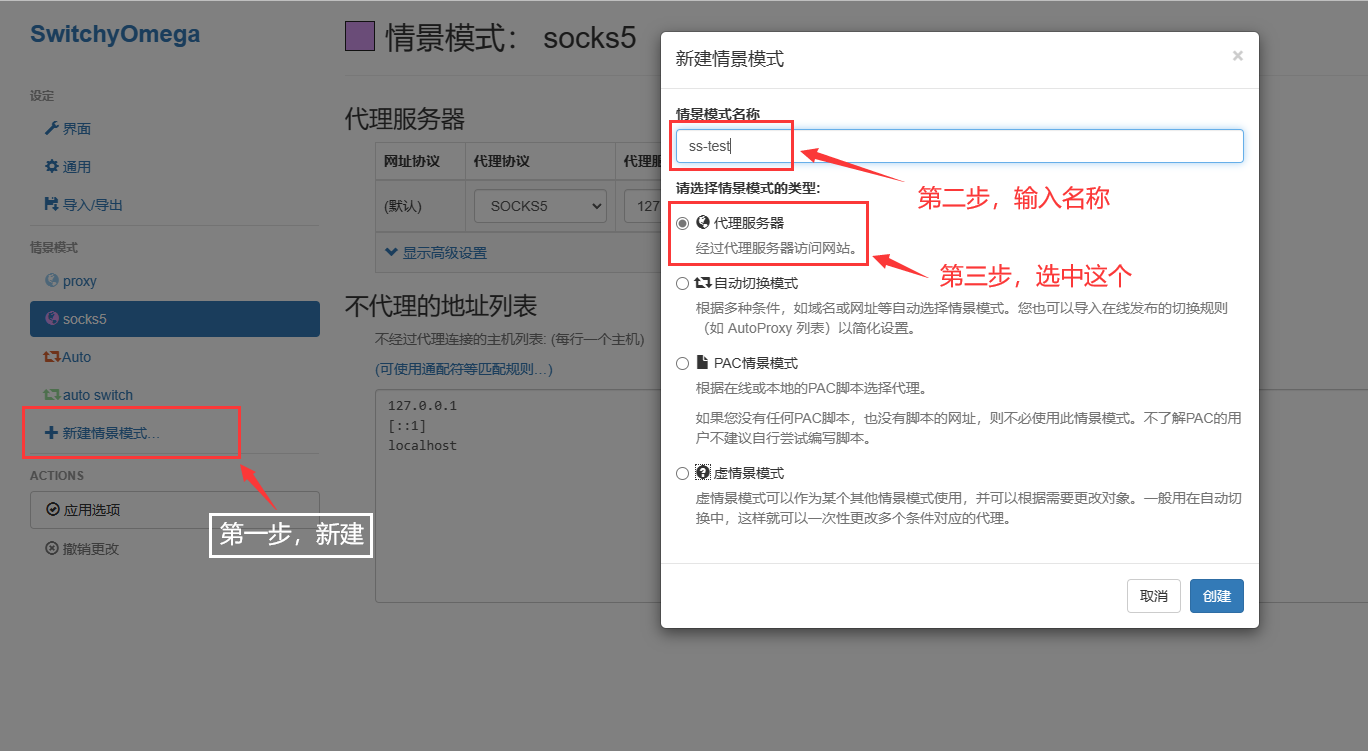 SwitchyOmega
设定
界面
通用
导入/导出
情景模式
proxy
socks5
Auto
auto switch
新建情景模式...
ACTIONS
应用选项
撤销更改
第一步，新建
情景模式： socks5
代理服务器
网址协议 代理协议 代理服
(默认) SOCKS5 127
显示高级设置
不代理的地址列表
不经过代理连接的主机列表: (每行一个主机)
(可使用通配符等匹配规则...)
127.0.0.1
[::1]
localhost
新建情景模式 ×
情景模式名称
ss-test
第二步，输入名称
请选择情景模式的类型:
代理服务器
经过代理服务器访问网站。
第三步，选中这个
自动切换模式
根据多种条件，如域名或网址等自动选择情景模式。您也可以导入在线发布的切换规则
（如 AutoProxy 列表）以简化设置。
PAC情景模式
根据在线或本地的PAC脚本选择代理。
如果您没有任何PAC脚本，也没有脚本的网址，则不必使用此情景模式。不了解PAC的用
户不建议自行尝试编写脚本。
虚情景模式
虚情景模式可以作为某个其他情景模式使用，并可以根据需要更改对象。一般用在自动切
换中，这样就可以一次性更改多个条件对应的代理。
取消 创建